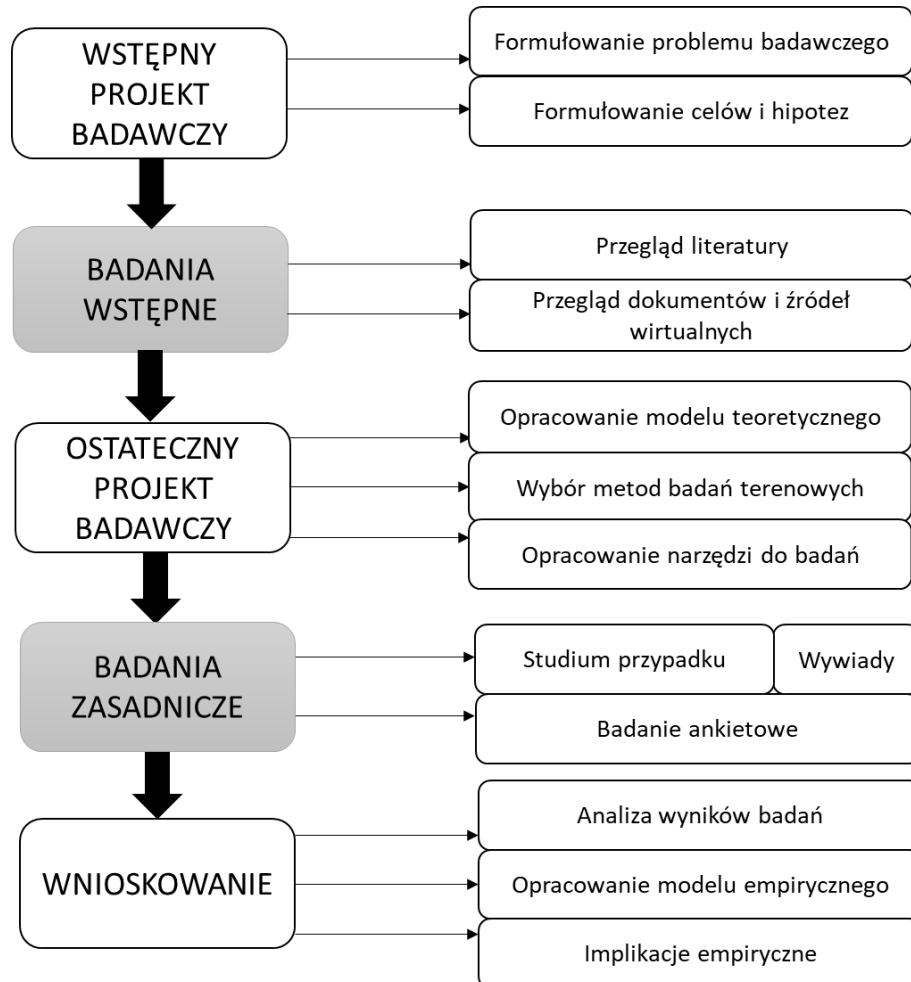 WSTĘPNY
PROJEKT
BADAWCZY
Formułowanie problemu badawczego
Formułowanie celów i hipotez
BADANIA
WSTĘPNE
Przegląd literatury
Przegląd dokumentów i źródeł
wirtualnych
OSTATECZNY
PROJEKT
BADAWCZY
Opracowanie modelu teoretycznego
Wybór metod badań terenowych
Opracowanie narzędzi do badań
BADANIA
ZASADNICZE
Studium przypadku
Wywiady
Badanie ankietowe
WNIOSKOWANIE
Analiza wyników badań
Opracowanie modelu empirycznego
Implikacje empiryczne